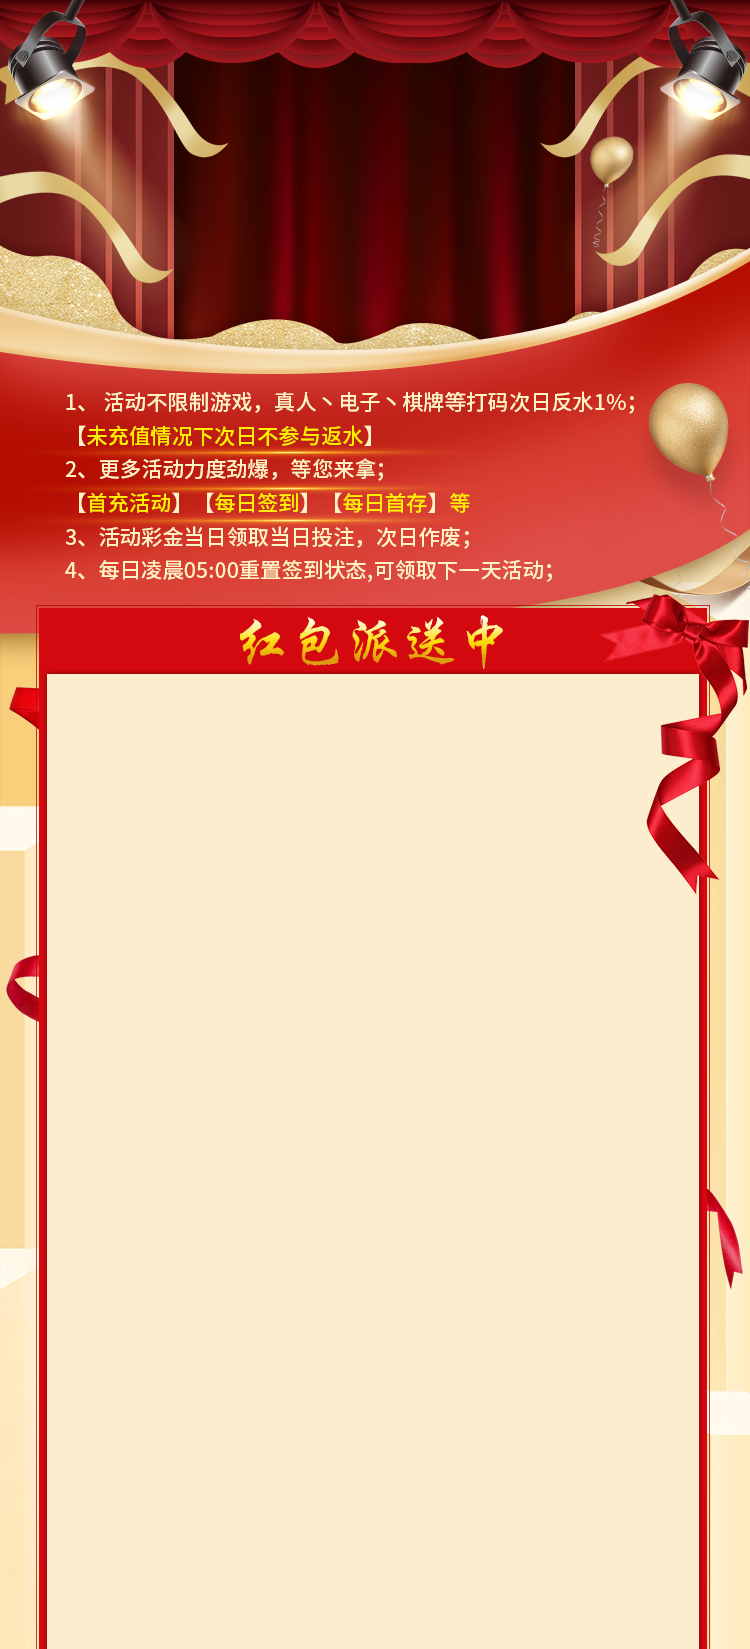 1、 活动不限制游戏，真人丶电子丶棋牌等打码次日反水1%；
【未充值情况下次日不参与返水】
2、更多活动力度劲爆，等您来拿；
【首充活动】【每日签到】【每日首存】等
3、活动彩金当日领取当日投注，次日作废；
4、每日凌晨05:00重置签到状态,可领取下一天活动；
红包派送中